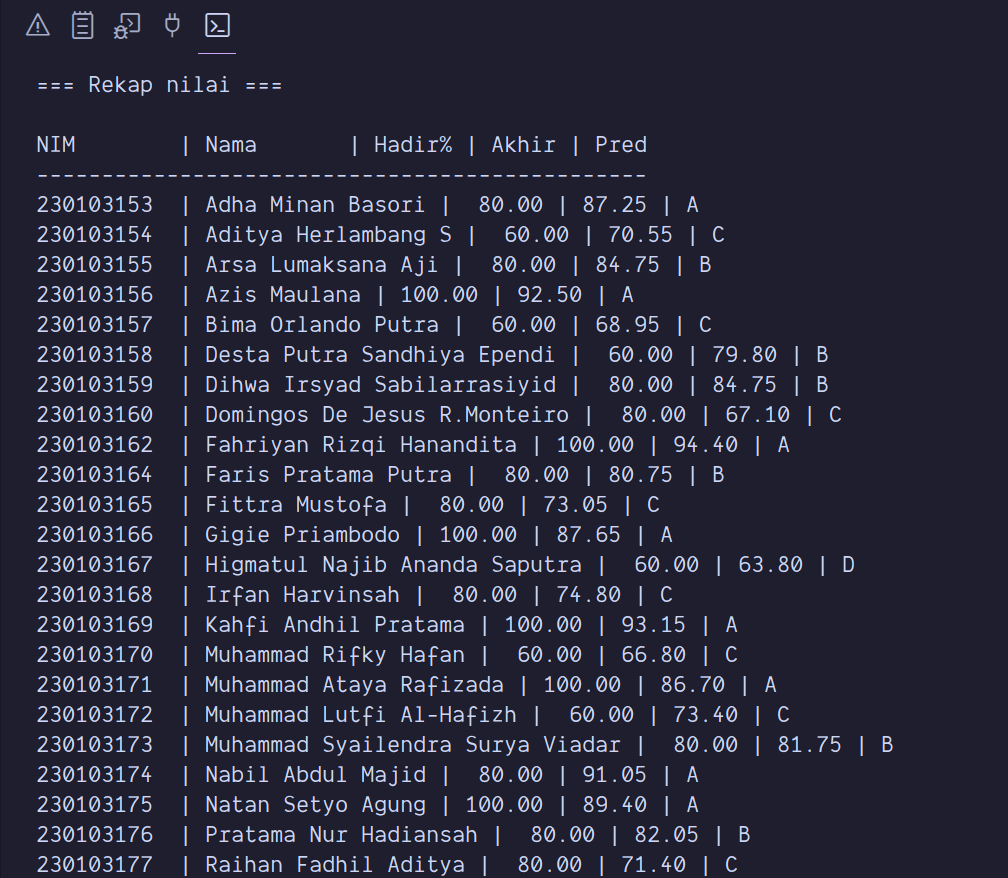 === Rekap nilai ===
NIM        | Nama       | Hadir% | Akhir | Pred
-----------------------------------------------
230103153  | Adha Minan Basori |  80.00 | 87.25 | A
230103154  | Aditya Herlambang S |  60.00 | 70.55 | C
230103155  | Arsa Lumaksana Aji |  80.00 | 84.75 | B
230103156  | Azis Maulana | 100.00 | 92.50 | A
230103157  | Bima Orlando Putra |  60.00 | 68.95 | C
230103158  | Desta Putra Sandhiya Ependi |  60.00 | 79.80 | B
230103159  | Dihwa Irsyad Sabilarrasiyid |  80.00 | 84.75 | B
230103160  | Domingos De Jesus R.Monteiro |  80.00 | 67.10 | C
230103162  | Fahriyan Rizqi Hanandita | 100.00 | 94.40 | A
230103164  | Faris Pratama Putra |  80.00 | 80.75 | B
230103165  | Fittra Mustofa |  80.00 | 73.05 | C
230103166  | Gigie Priambodo | 100.00 | 87.65 | A
230103167  | Higmatul Najib Ananda Saputra |  60.00 | 63.80 | D
230103168  | Irfan Harvinsah |  80.00 | 74.80 | C
230103169  | Kahfi Andhil Pratama | 100.00 | 93.15 | A
230103170  | Muhammad Rifky Hafan |  60.00 | 66.80 | C
230103171  | Muhammad Ataya Rafizada | 100.00 | 86.70 | A
230103172  | Muhammad Lutfi Al-Hafizh |  60.00 | 73.40 | C
230103173  | Muhammad Syailendra Surya Viadar |  80.00 | 81.75 | B
230103174  | Nabil Abdul Majid |  80.00 | 91.05 | A
230103175  | Natan Setyo Agung | 100.00 | 89.40 | A
230103176  | Pratama Nur Hadiansah |  80.00 | 82.05 | B
230103177  | Raihan Fadhil Aditya |  80.00 | 71.40 | C